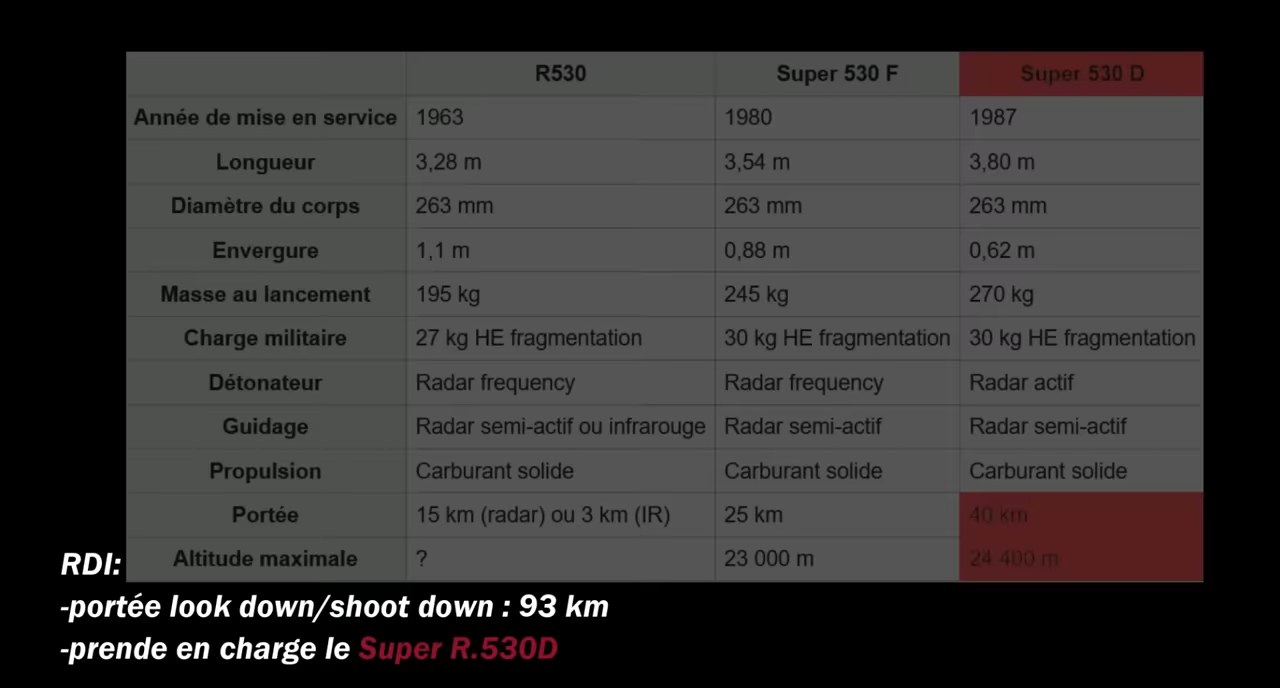 R530 Super 530 F Super 530 D
Année de mise en service 1963 1980 1987
Longueur 3,28 m 3,54 m 3,80 m
Diamètre du corps 263 mm 263 mm 263 mm
Envergure 1,1 m 0,88 m 0,62 m
Masse au lancement 195 kg 245 kg 270 kg
Charge militaire 27 kg HE fragmentation 30 kg HE fragmentation 30 kg HE fragmentation
Détonateur Radar frequency Radar frequency Radar actif
Guidage Radar semi-actif ou infrarouge Radar semi-actif Radar semi-actif
Propulsion Carburant solide Carburant solide Carburant solide
Portée 15 km (radar) ou 3 km (IR) 25 km 40 km
Altitude maximale ? 23 000 m 24 400 m
RDI:
-portée look down/shoot down : 93 km
-prende en charge le Super R.530D